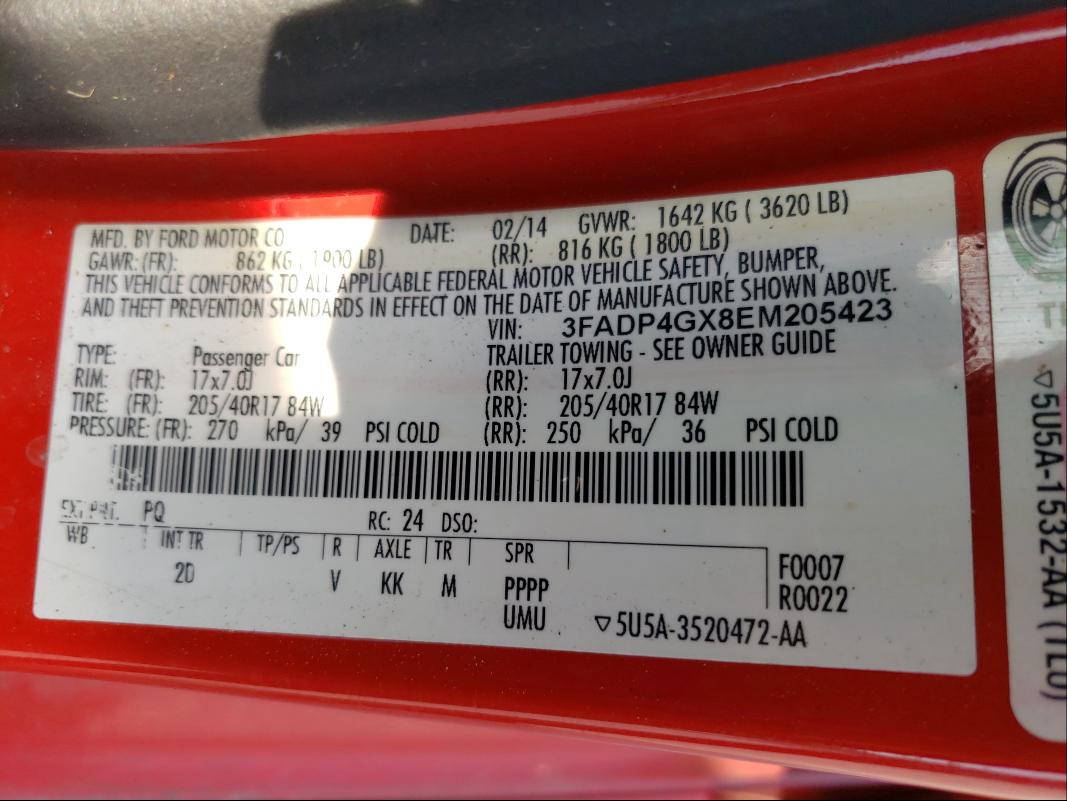 MFD. BY FORD MOTOR CO DATE: 02/14 GVWR: 1642 KG ( 3620 LB)
GAWR: (FR): 862 KG ( 1900 LB) (RR): 816 KG ( 1800 LB)
THIS VEHICLE CONFORMS TO ALL APPLICABLE FEDERAL MOTOR VEHICLE SAFETY, BUMPER,
AND THEFT PREVENTION STANDARDS IN EFFECT ON THE DATE OF MANUFACTURE SHOWN ABOVE.
VIN: 3FADP4GX8EM205423
TYPE: Passenger Car TRAILER TOWING - SEE OWNER GUIDE
RIM: (FR): 17x7.0J (RR): 17x7.0J
TIRE: (FR): 205/40R17 84W (RR): 205/40R17 84W
PRESSURE: (FR): 270 kPa/ 39 PSI COLD (RR): 250 kPa/ 36 PSI COLD
EXT PNT: PQ RC: 24 DSO:
WB INT TR TP/PS R AXLE TR SPR F0007
2D V KK M PPPP R0022
UMU ▽5U5A-3520472-AA
▽5U5A-1532-AA (TL0)